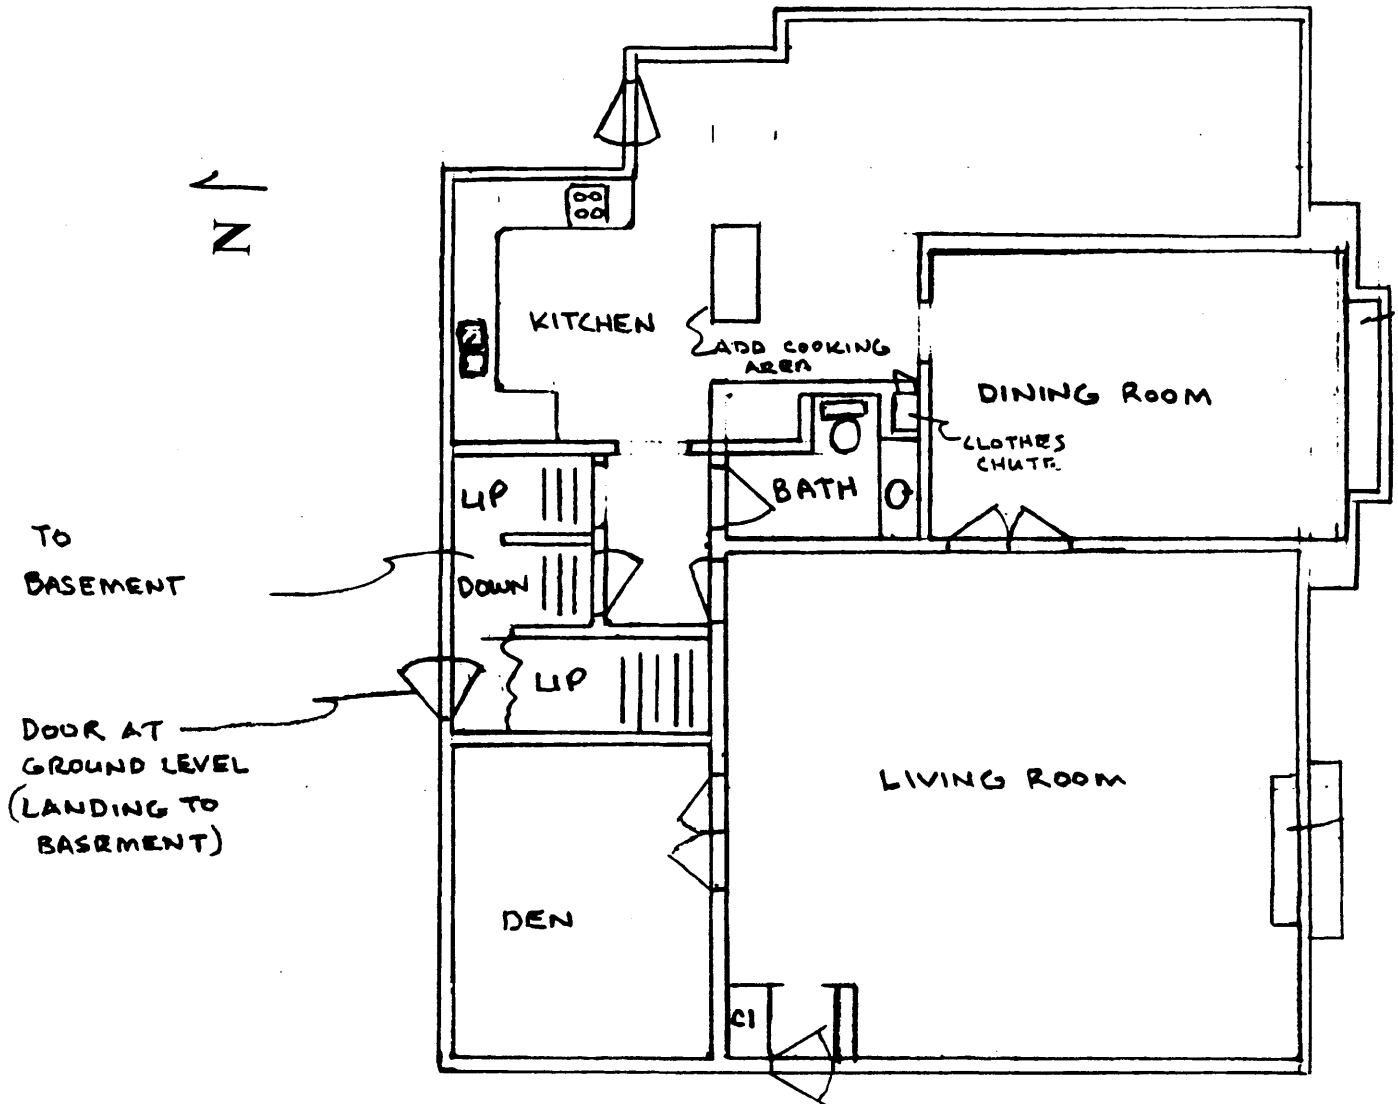 N
KITCHEN
ADD COOKING
AREA
DINING ROOM
CLOTHES
CHUTE
BATH
UP
TO
BASEMENT
DOWN
UP
DOOR AT
GROUND LEVEL
(LANDING TO
BASEMENT)
LIVING ROOM
DEN
Cl